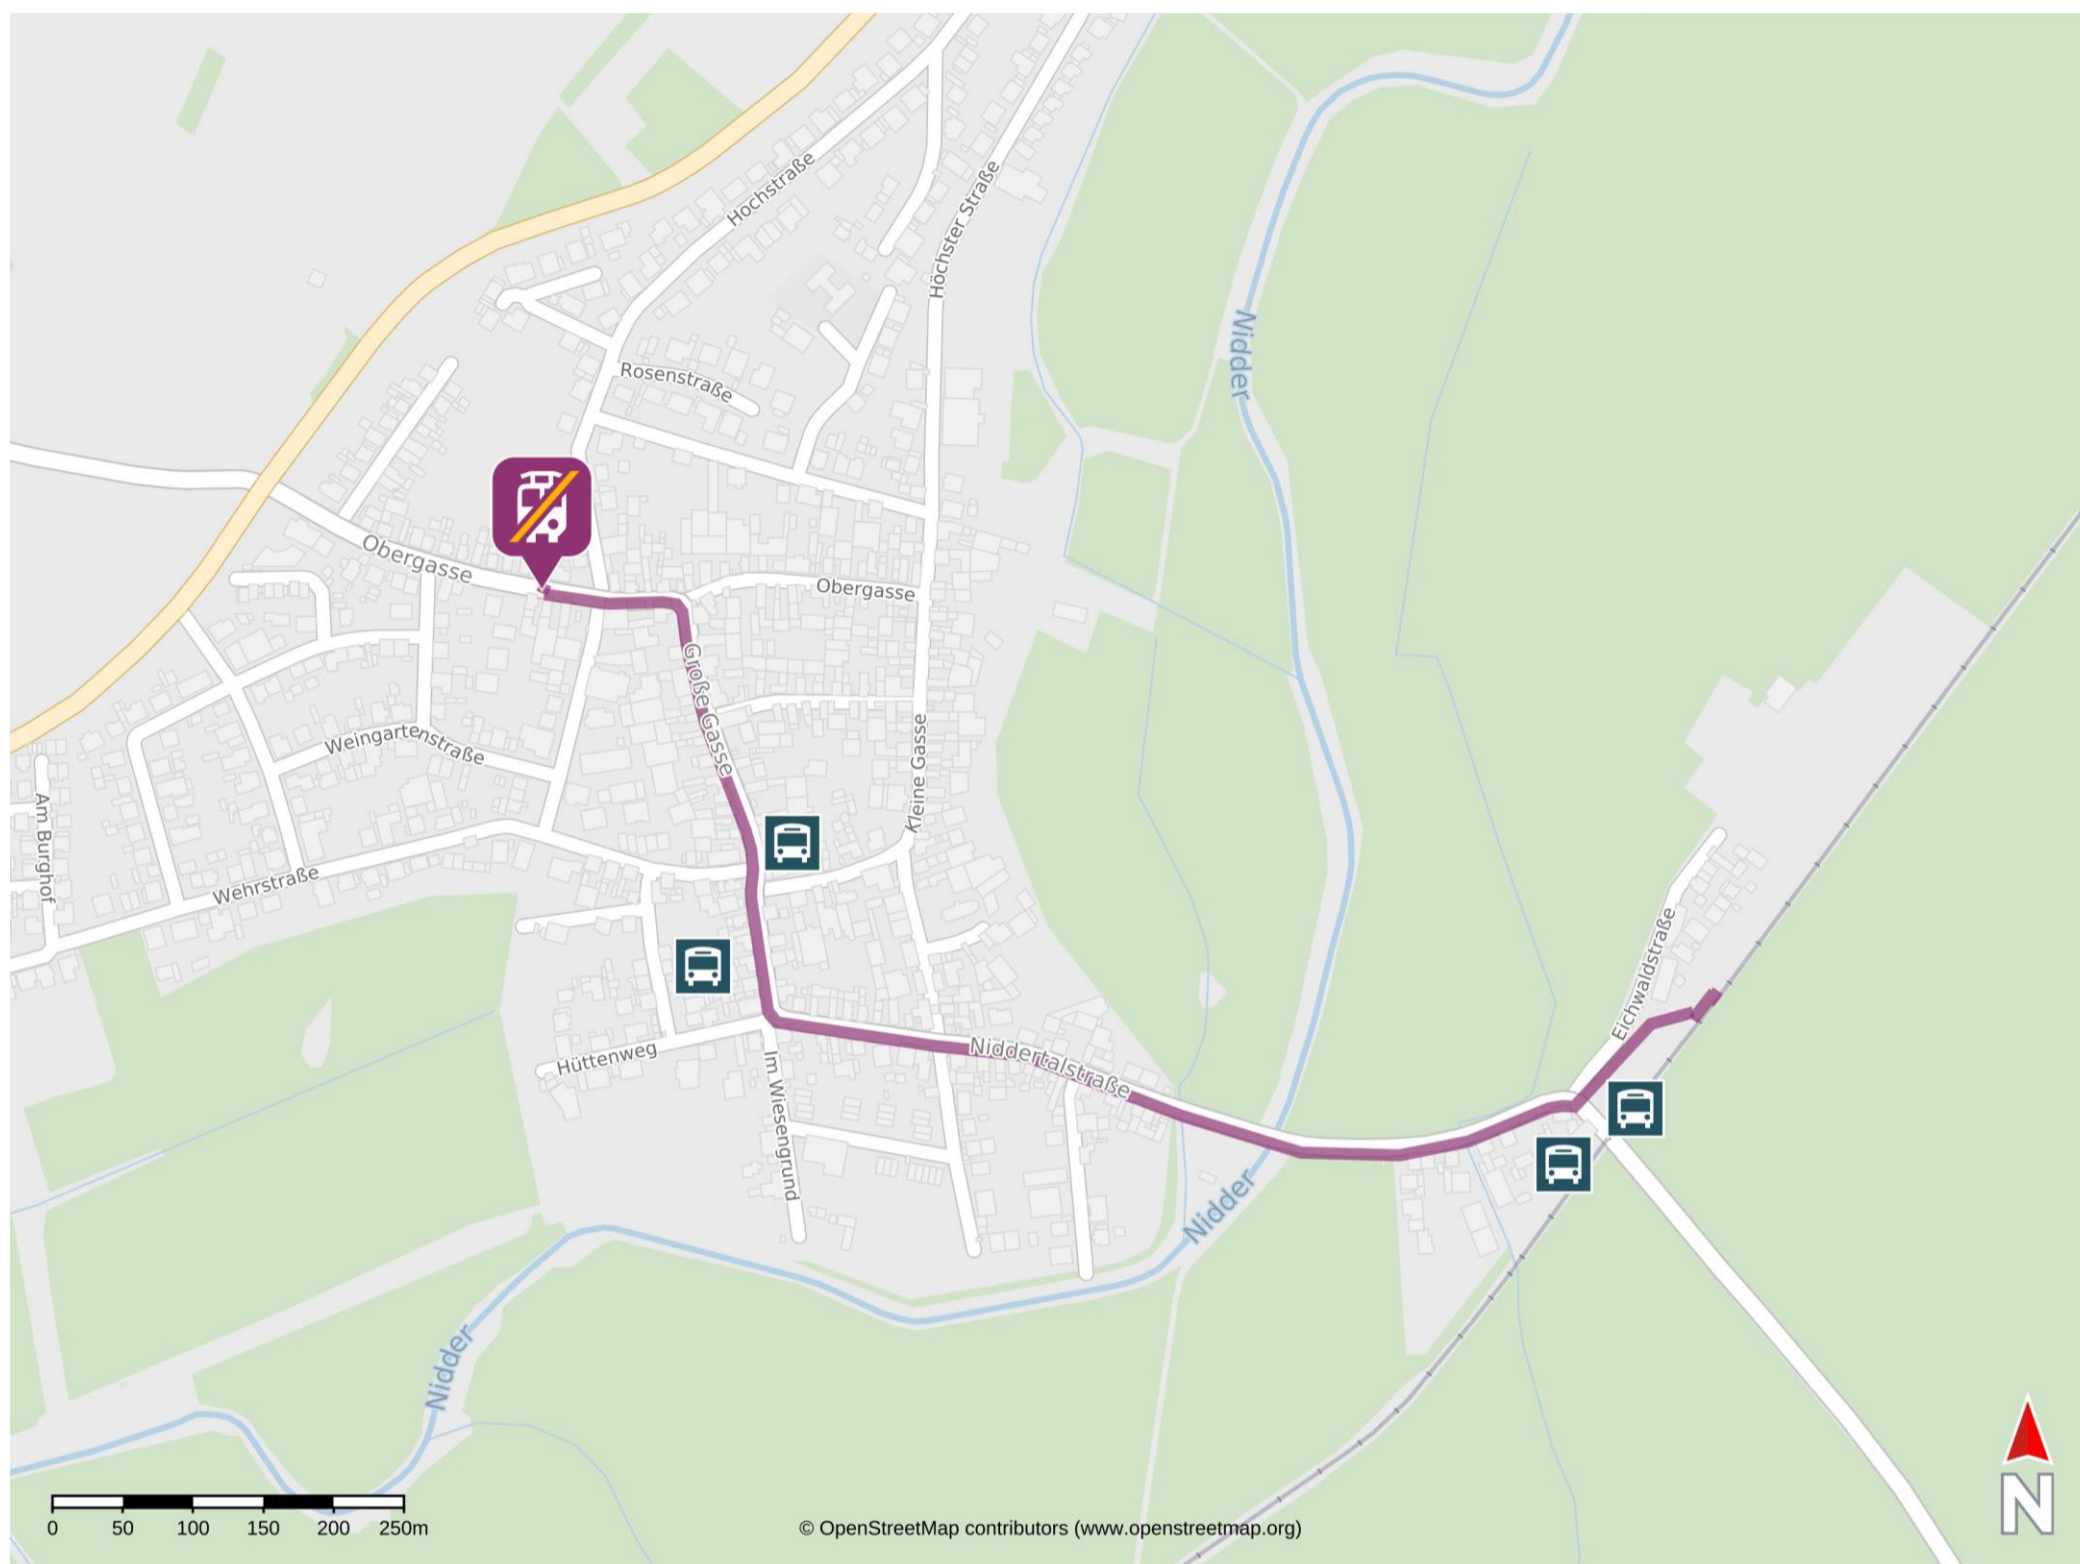 Hochstraße
Höchster Straße
Nidder
Rosenstraße
Obergasse
Obergasse
Große Gasse
Weingartenstraße
Kleine Gasse
Am Burghof
Wehrstraße
Eichwaldstraße
Hüttenweg
Niddertalstraße
Im Wiesengrund
Nidder
Nidder
N
0 50 100 150 200 250m
© OpenStreetMap contributors (www.openstreetmap.org)